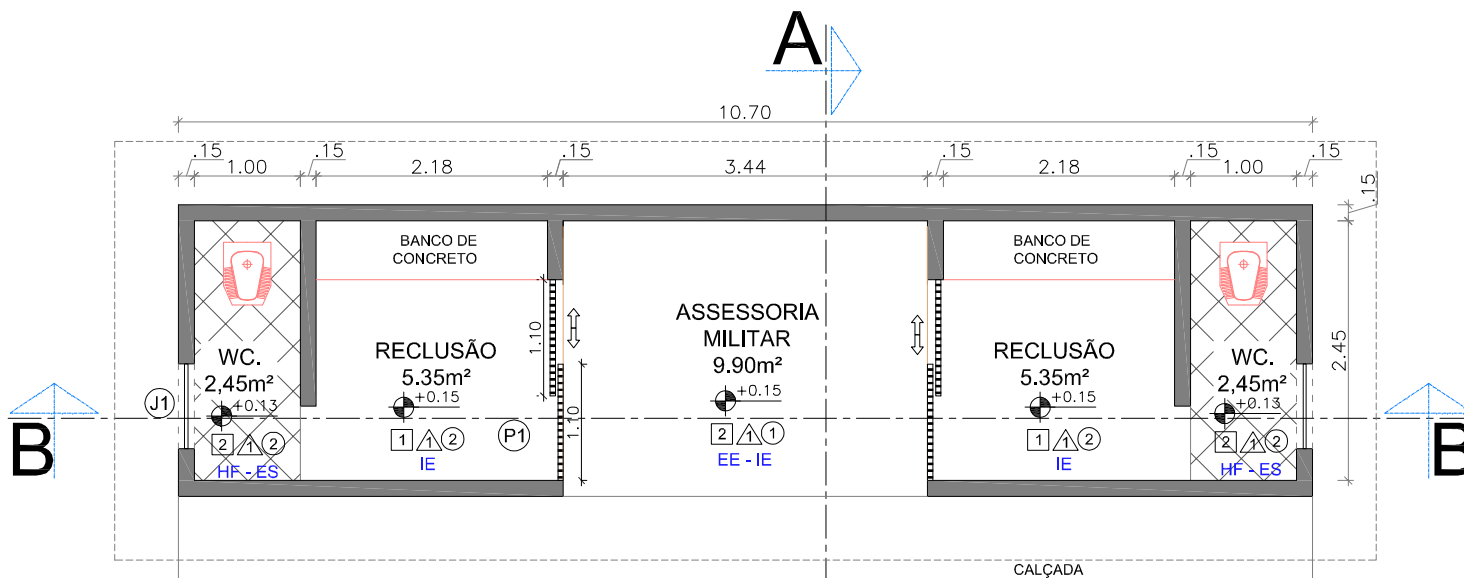 A
10.70
.15
.15
.15
.15
.15
.15
1.00
2.18
3.44
2.18
1.00
.15
BANCO DE
CONCRETO
BANCO DE
CONCRETO
ASSESSORIA
MILITAR
9.90m²
1.10
1.10
2.45
WC.
2,45m²
RECLUSÃO
5.35m²
RECLUSÃO
5.35m²
WC.
2,45m²
J1
+0.13
+0.15
+0.15
+0.15
+0.13
P1
B
2 1 2
1 1 2
2 1 1
1 1 2
2 1 2
B
HF - ES
IE
EE - IE
IE
HF - ES
CALÇADA